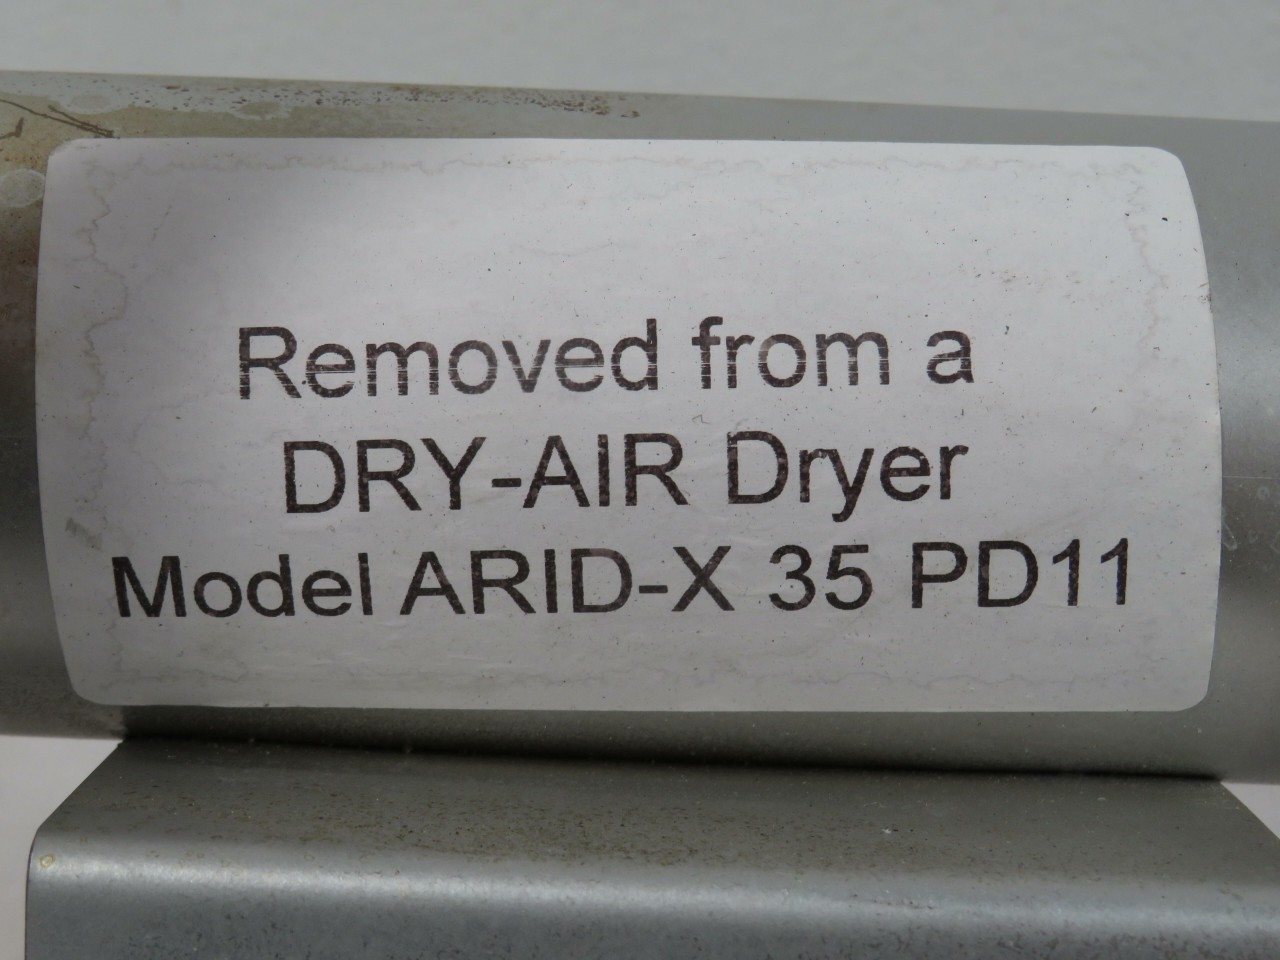 Removed from a
DRY-AIR Dryer
Model ARID-X 35 PD11